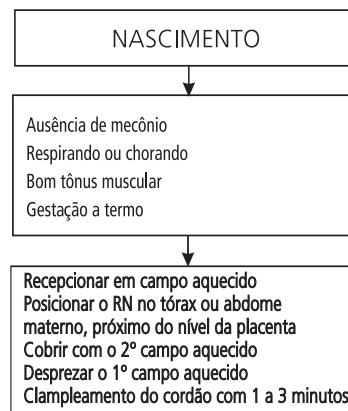 NASCIMENTO
Ausência de mecônio
Respirando ou chorando
Bom tônus muscular
Gestação a termo
Recepcionar em campo aquecido
Posicionar o RN no tórax ou abdome
materno, próximo do nível da placenta
Cobrir com o 2º campo aquecido
Desprezar o 1º campo aquecido
Clampleamento do cordão com 1 a 3 minutos